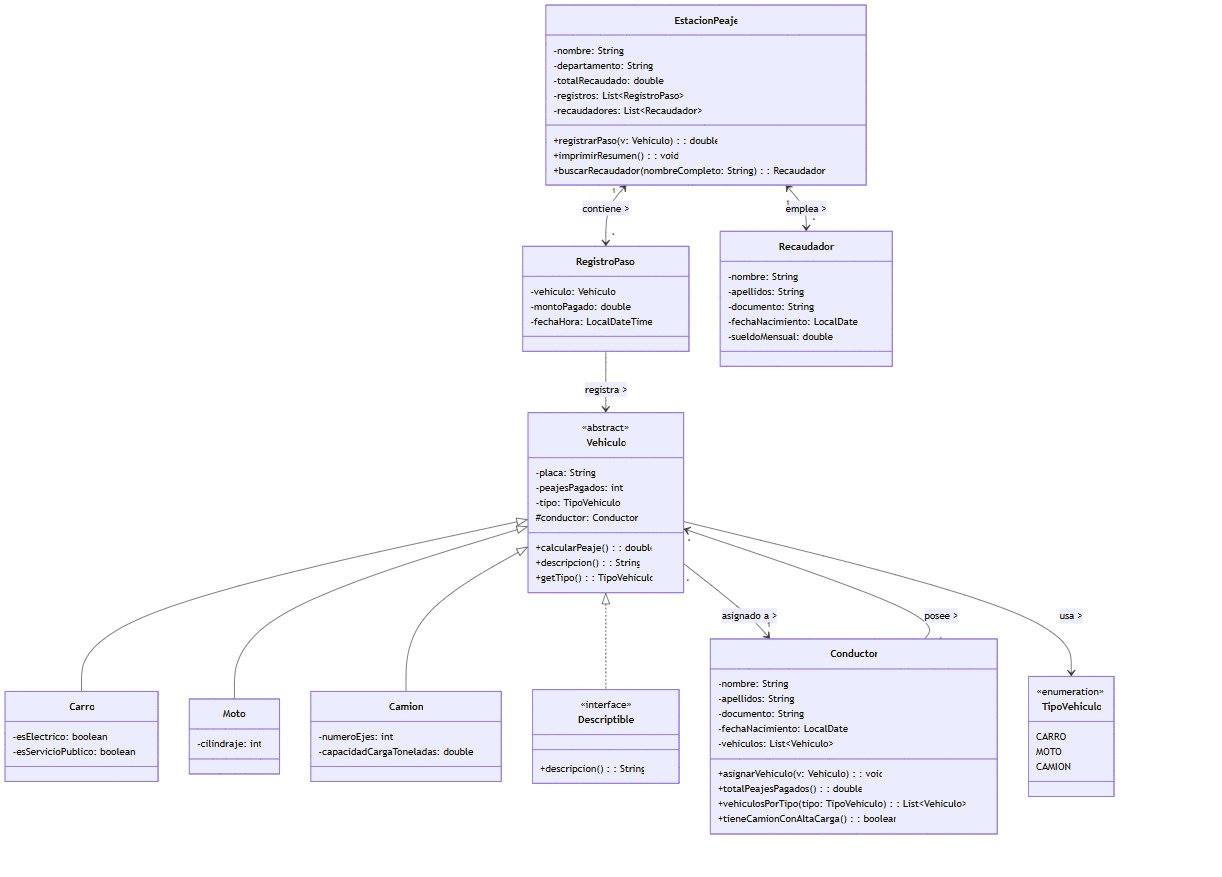 EstacionPeaje
-nombre: String
-departamento: String
-totalRecaudado: double
-registros: List<RegistroPaso>
-recaudadores: List<Recaudador>
+registrarPaso(v: Vehiculo) : : double
+imprimirResumen() : : void
+buscarRecaudador(nombreCompleto: String) : : Recaudador
1
contiene >
*
1
emplea >
*
RegistroPaso
-vehiculo: Vehiculo
-montoPagado: double
-fechaHora: LocalDateTime
Recaudador
-nombre: String
-apellidos: String
-documento: String
-fechaNacimiento: LocalDate
-sueldoMensual: double
registra >
«abstract»
Vehiculo
-placa: String
-peajesPagados: int
-tipo: TipoVehiculo
#conductor: Conductor
+calcularPeaje() : : double
+descripcion() : : String
+getTipo() : : TipoVehiculo
*
*
asignado a >
1
posee >
usa >
Carro
-esElectrico: boolean
-esServicioPublico: boolean
Moto
-cilindraje: int
Camion
-numeroEjes: int
-capacidadCargaToneladas: double
«interface»
Descriptible
+descripcion() : : String
Conductor
-nombre: String
-apellidos: String
-documento: String
-fechaNacimiento: LocalDate
-vehiculos: List<Vehiculo>
+asignarVehiculo(v: Vehiculo) : : void
+totalPeajesPagados() : : double
+vehiculosPorTipo(tipo: TipoVehiculo) : : List<Vehiculo>
+tieneCamionConAltaCarga() : : boolean
«enumeration»
TipoVehiculo
CARRO
MOTO
CAMION